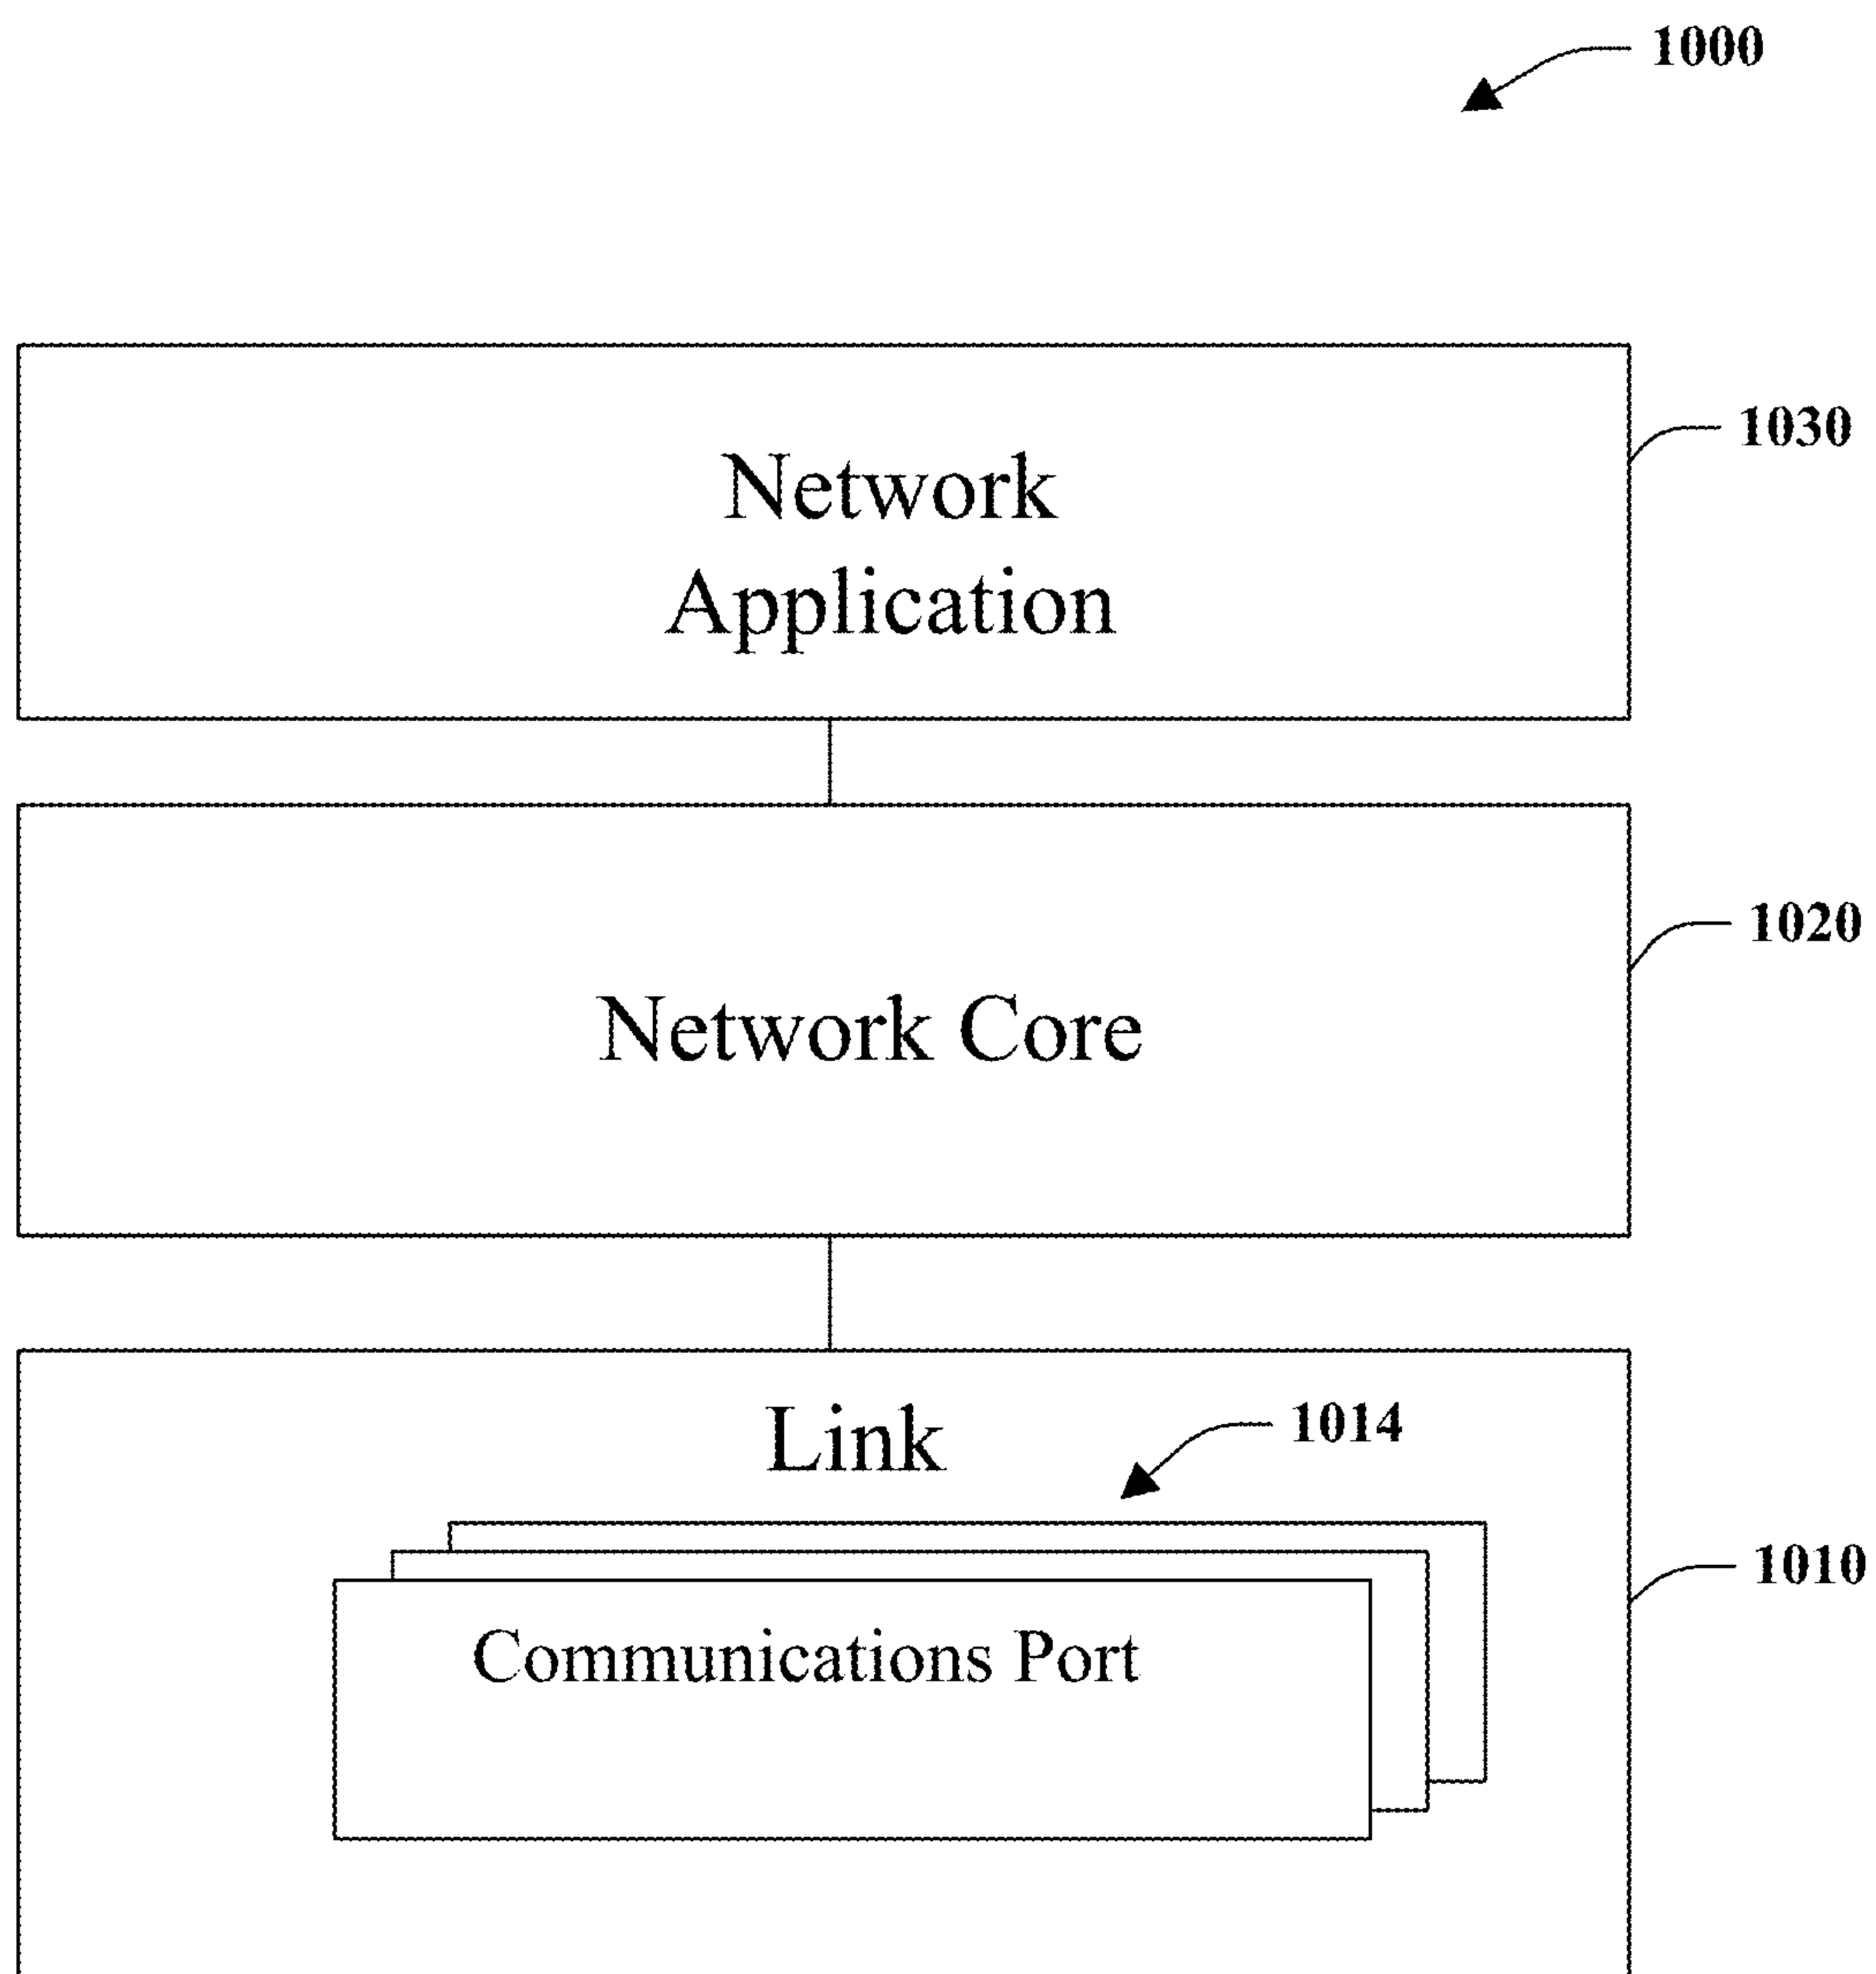 1000
Network
Application
1030
Network Core
1020
Link
1014
Communications Port
1010